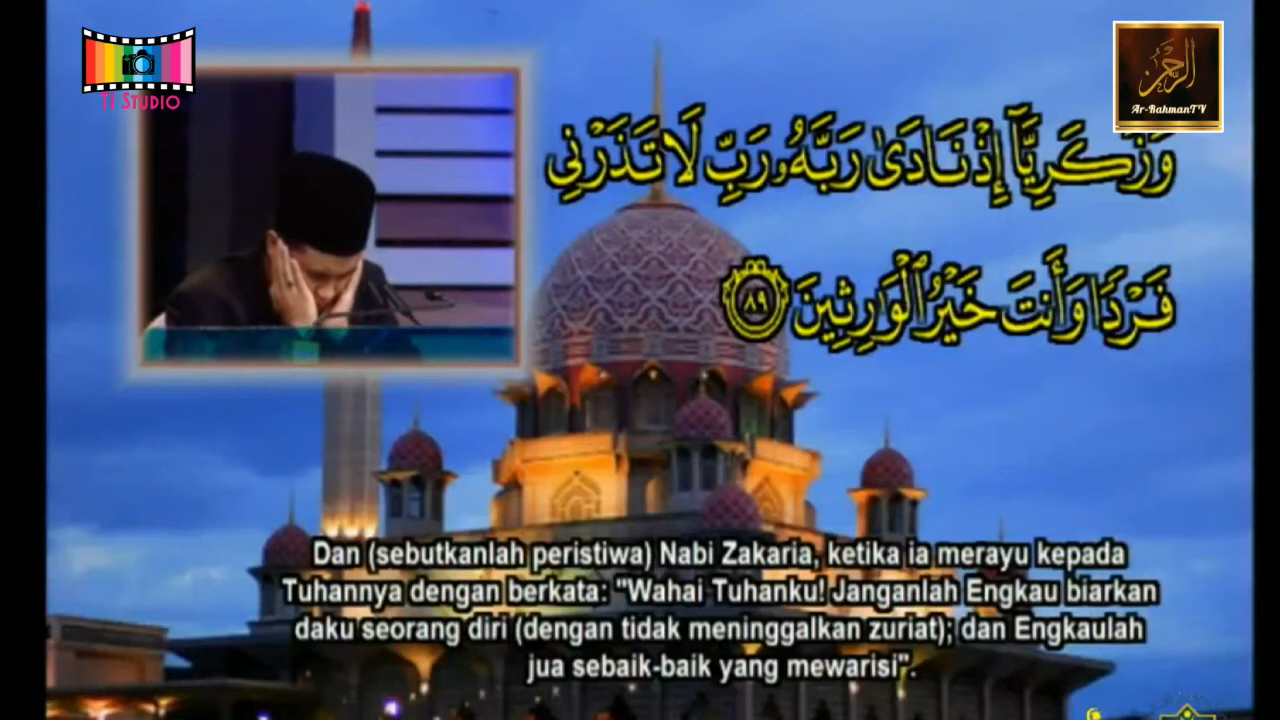 TI STUDIO
الرحمن
Ar-RahmanTV
وَزَكَرِيَّآ إِذْ نَادَىٰ رَبَّهُۥ رَبِّ لَا تَذَرْنِى
فَرْدًا وَأَنتَ خَيْرُ ٱلْوَٰرِثِينَ ٨٩
Dan (sebutkanlah peristiwa) Nabi Zakaria, ketika ia merayu kepada
Tuhannya dengan berkata: "Wahai Tuhanku! Janganlah Engkau biarkan
daku seorang diri (dengan tidak meninggalkan zuriat); dan Engkaulah
jua sebaik-baik yang mewarisi".